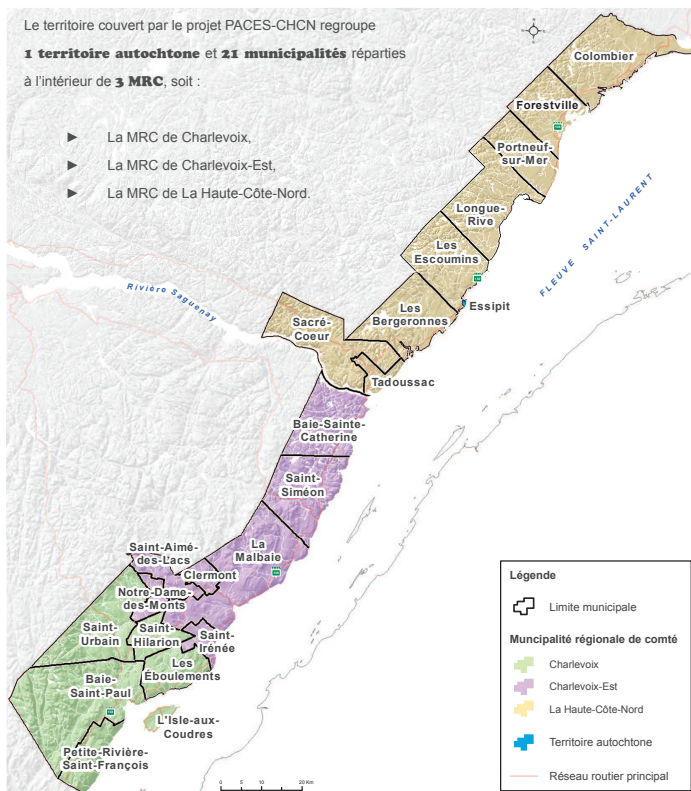 Le territoire couvert par le projet PACES-CHCN regroupe
1 territoire autochtone et 21 municipalités réparties
à l'intérieur de 3 MRC, soit :
► La MRC de Charlevoix,
► La MRC de Charlevoix-Est,
► La MRC de La Haute-Côte-Nord.
Colombier
Forestville
Portneuf-
sur-Mer
Longue-
Rive
Les
Escoumins
FLEUVE SAINT-LAURENT
Rivière Saguenay
Essipit
Les
Bergeronnes
Sacré-
Coeur
Tadoussac
Baie-Sainte-
Catherine
Saint-
Siméon
La
Malbaie
Saint-Aimé-
des-Lacs
Clermont
Notre-Dame-
des-Monts
Saint-
Urbain
Saint-
Hilarion
Saint-
Irénée
Les
Éboulements
Baie-
Saint-Paul
L'Isle-aux-
Coudres
Petite-Rivière-
Saint-François
0 5 10 20 Km
Légende
Limite municipale
Muncipalité régionale de comté
Charlevoix
Charlevoix-Est
La Haute-Côte-Nord
Territoire autochtone
Réseau routier principal